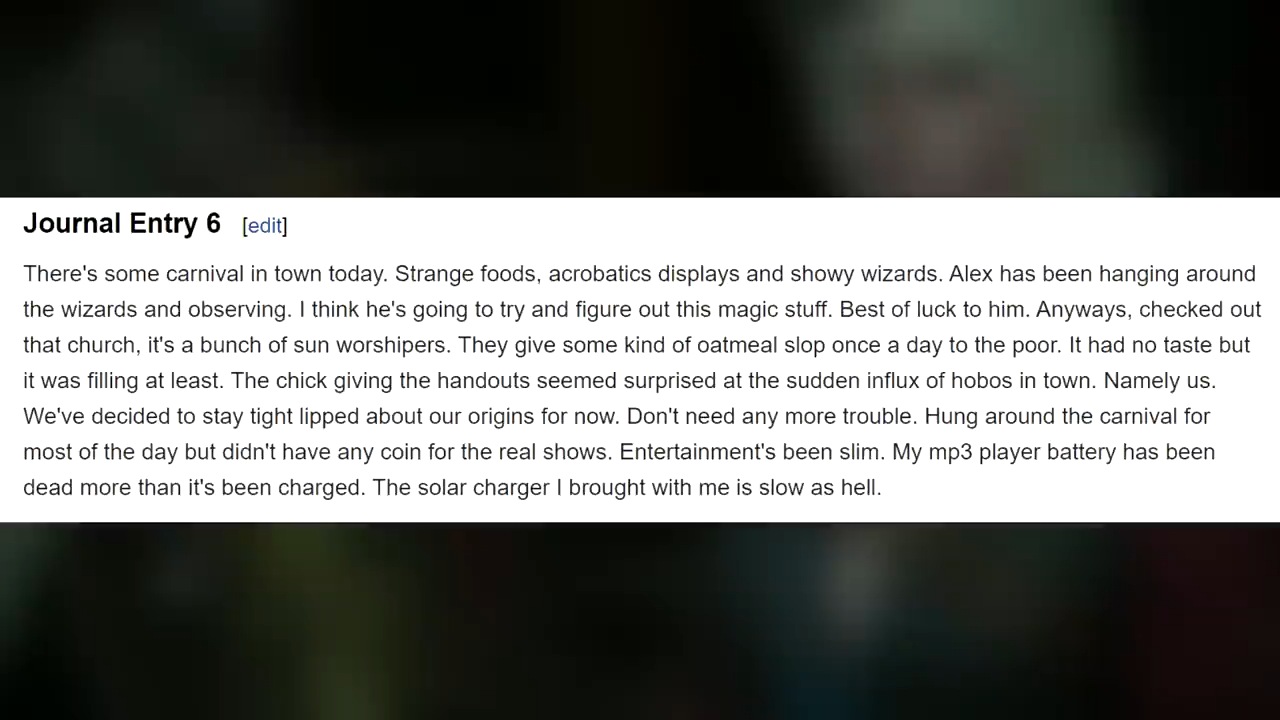 Journal Entry 6 [edit]
There's some carnival in town today. Strange foods, acrobatics displays and showy wizards. Alex has been hanging around
the wizards and observing. I think he's going to try and figure out this magic stuff. Best of luck to him. Anyways, checked out
that church, it's a bunch of sun worshipers. They give some kind of oatmeal slop once a day to the poor. It had no taste but
it was filling at least. The chick giving the handouts seemed surprised at the sudden influx of hobos in town. Namely us.
We've decided to stay tight lipped about our origins for now. Don't need any more trouble. Hung around the carnival for
most of the day but didn't have any coin for the real shows. Entertainment's been slim. My mp3 player battery has been
dead more than it's been charged. The solar charger I brought with me is slow as hell.